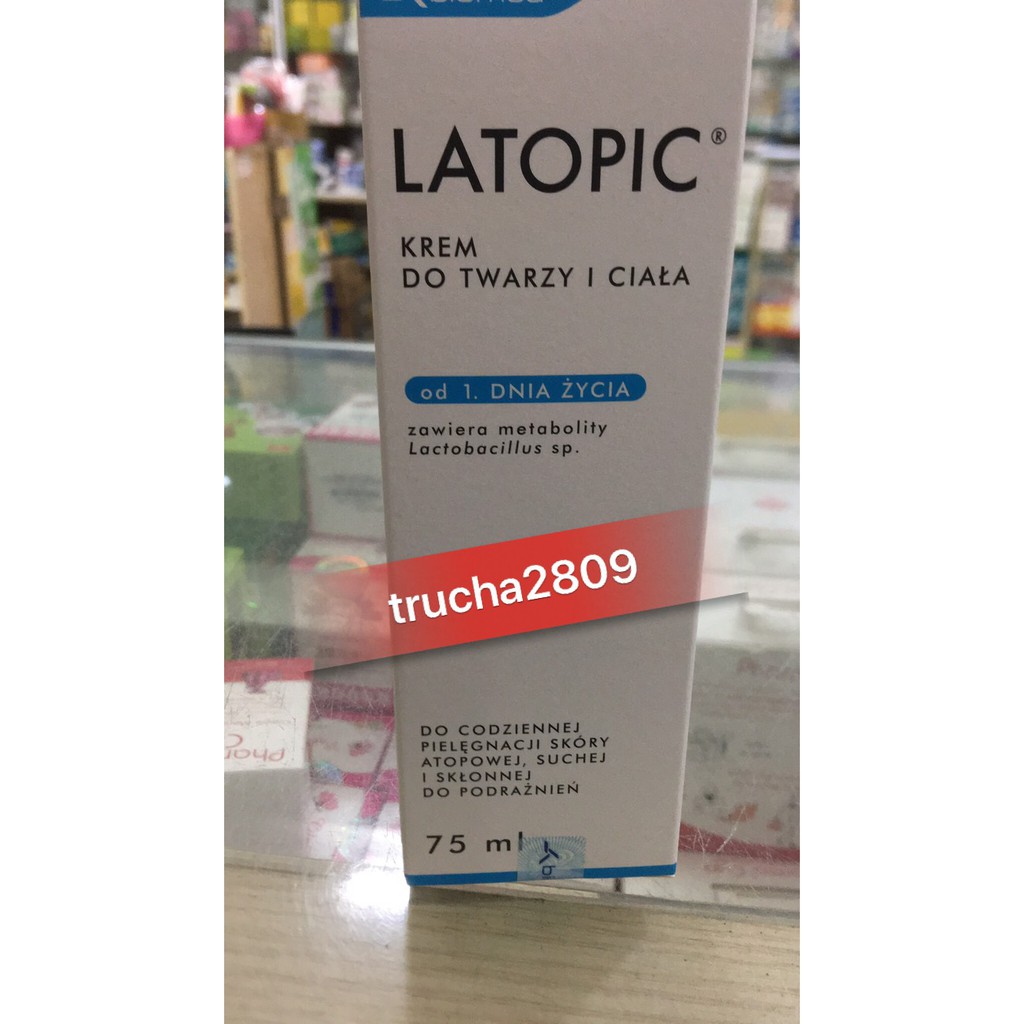 LATOPIC®
KREM
DO TWARZY I CIAŁA
od 1. DNIA ŻYCIA
zawiera metabolity
Lactobacillus sp.
trucha2809
DO CODZIENNEJ
PIELĘGNACJI SKÓRY
ATOPOWEJ, SUCHEJ
I SKŁONNEJ
DO PODRAŻNIEŃ
75 ml